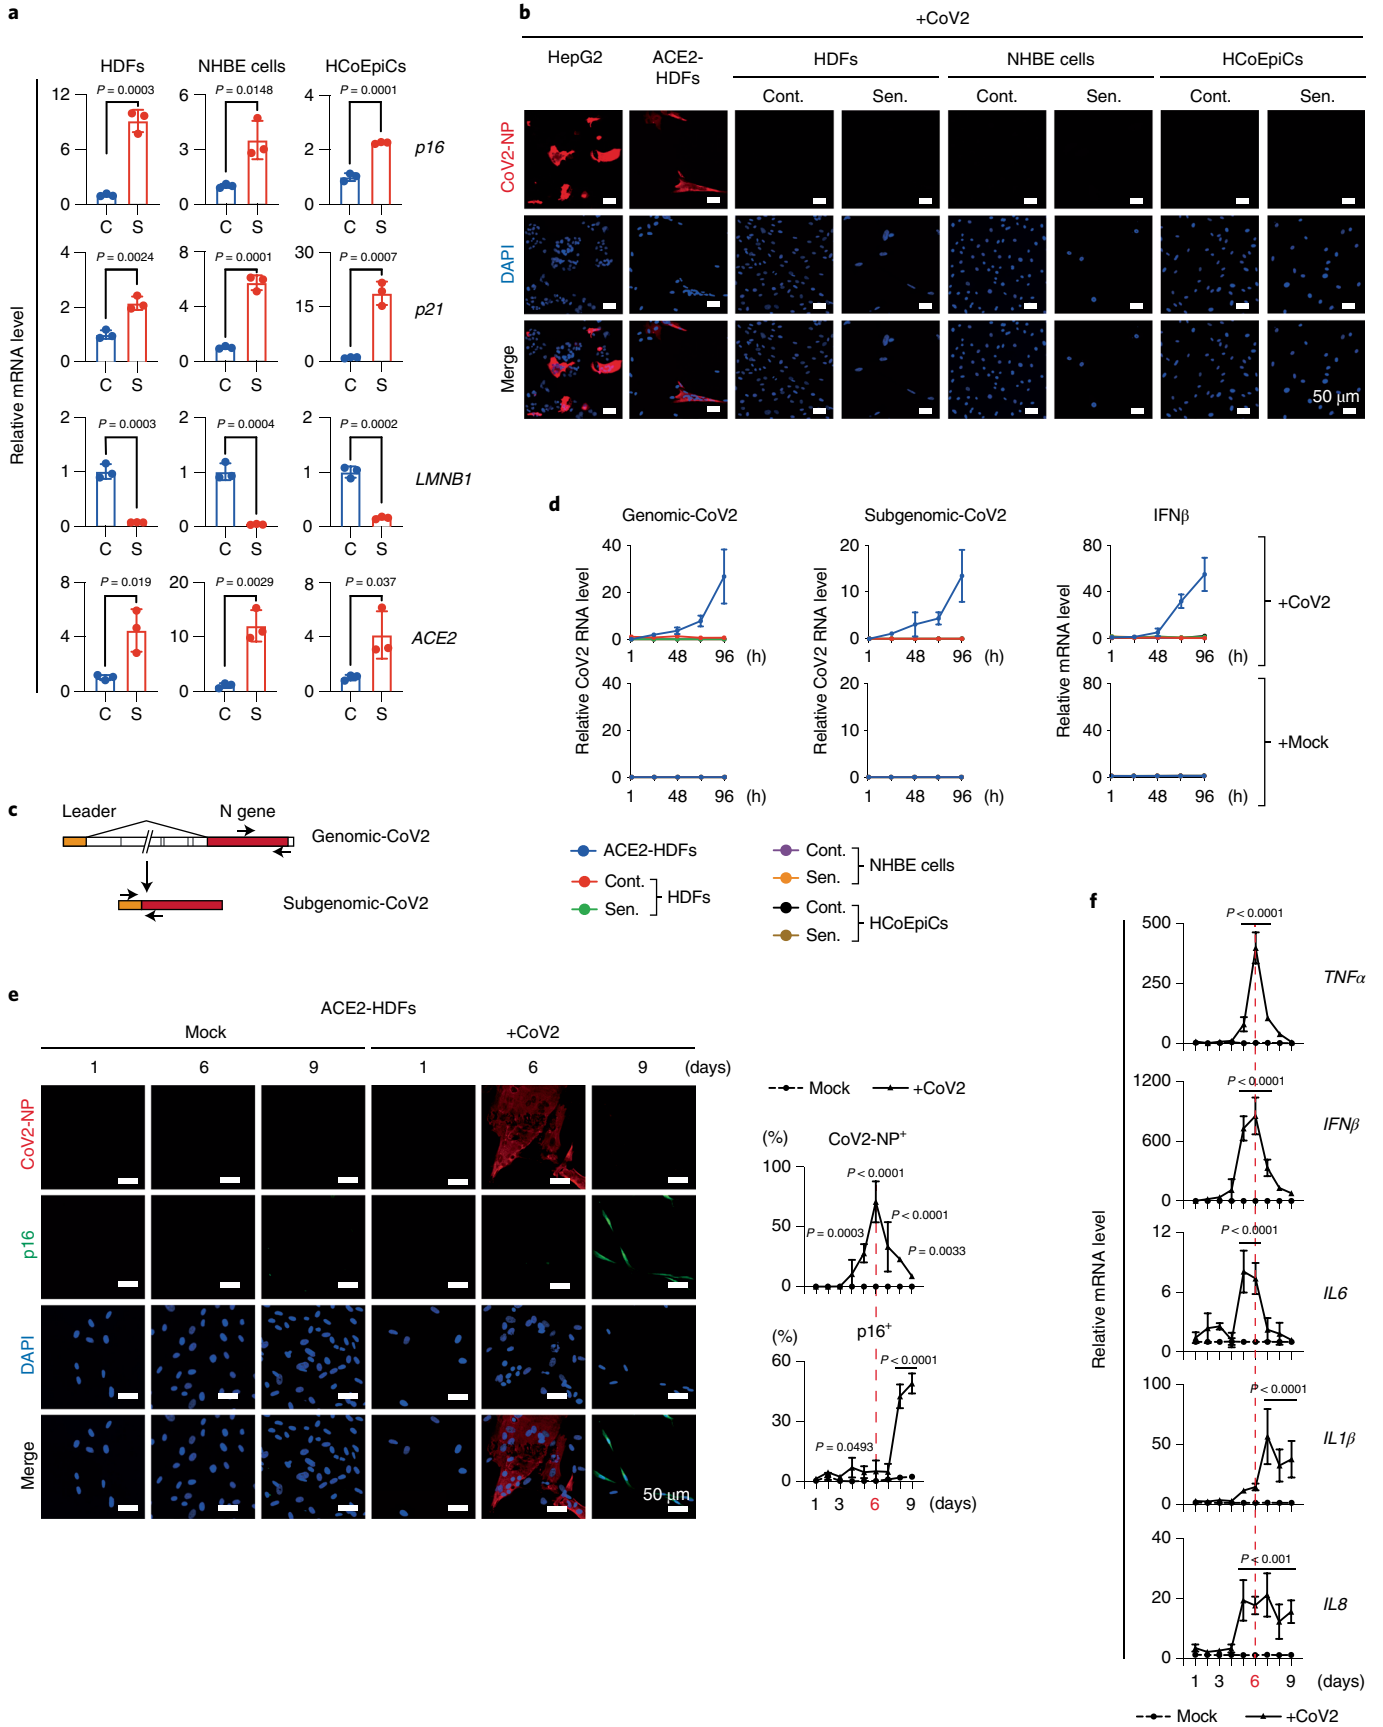 a
HDFs NHBE cells HCoEpiCs
P = 0.0003 P = 0.0148 P = 0.0001
12 6 0
6 3 0
4 2 0
p16
C S C S C S
P = 0.0024 P = 0.0001 P = 0.0007
4 2 0
8 4 0
30 15 0
p21
C S C S C S
P = 0.0003 P = 0.0004 P = 0.0002
2 1 0
2 1 0
2 1 0
LMNB1
C S C S C S
P = 0.019 P = 0.0029 P = 0.037
8 4 0
20 10 0
8 4 0
ACE2
C S C S C S
Relative mRNA level
b
+CoV2
HepG2 ACE2-HDFs HDFs NHBE cells HCoEpiCs
Cont. Sen. Cont. Sen. Cont. Sen.
CoV2-NP
DAPI
Merge
50 μm
c
Leader N gene
Genomic-CoV2
Subgenomic-CoV2
d
Genomic-CoV2 Subgenomic-CoV2 IFNβ
Relative CoV2 RNA level
40 20 0
1 48 96 (h)
40 20 0
1 48 96 (h)
Relative CoV2 RNA level
20 10 0
1 48 96 (h)
20 10 0
1 48 96 (h)
Relative mRNA level
80 40 0
1 48 96 (h)
80 40 0
1 48 96 (h)
+CoV2
+Mock
ACE2-HDFs
Cont.
Sen.
HDFs
Cont.
Sen.
NHBE cells
Cont.
Sen.
HCoEpiCs
e
ACE2-HDFs
Mock +CoV2
1 6 9 1 6 9 (days)
CoV2-NP
p16
DAPI
Merge
50 μm
Mock +CoV2
(%) CoV2-NP+
100 50 0
P < 0.0001
P = 0.0003
P < 0.0001
P = 0.0033
(%) p16+
60 30 0
P < 0.0001
P = 0.0493
1 3 6 9 (days)
f
Relative mRNA level
P < 0.0001
500 250 0
TNFα
P < 0.0001
1200 600 0
IFNβ
P < 0.0001
12 6 0
IL6
P < 0.0001
100 50 0
IL1β
P < 0.001
40 20 0
IL8
1 3 6 9 (days)
Mock +CoV2